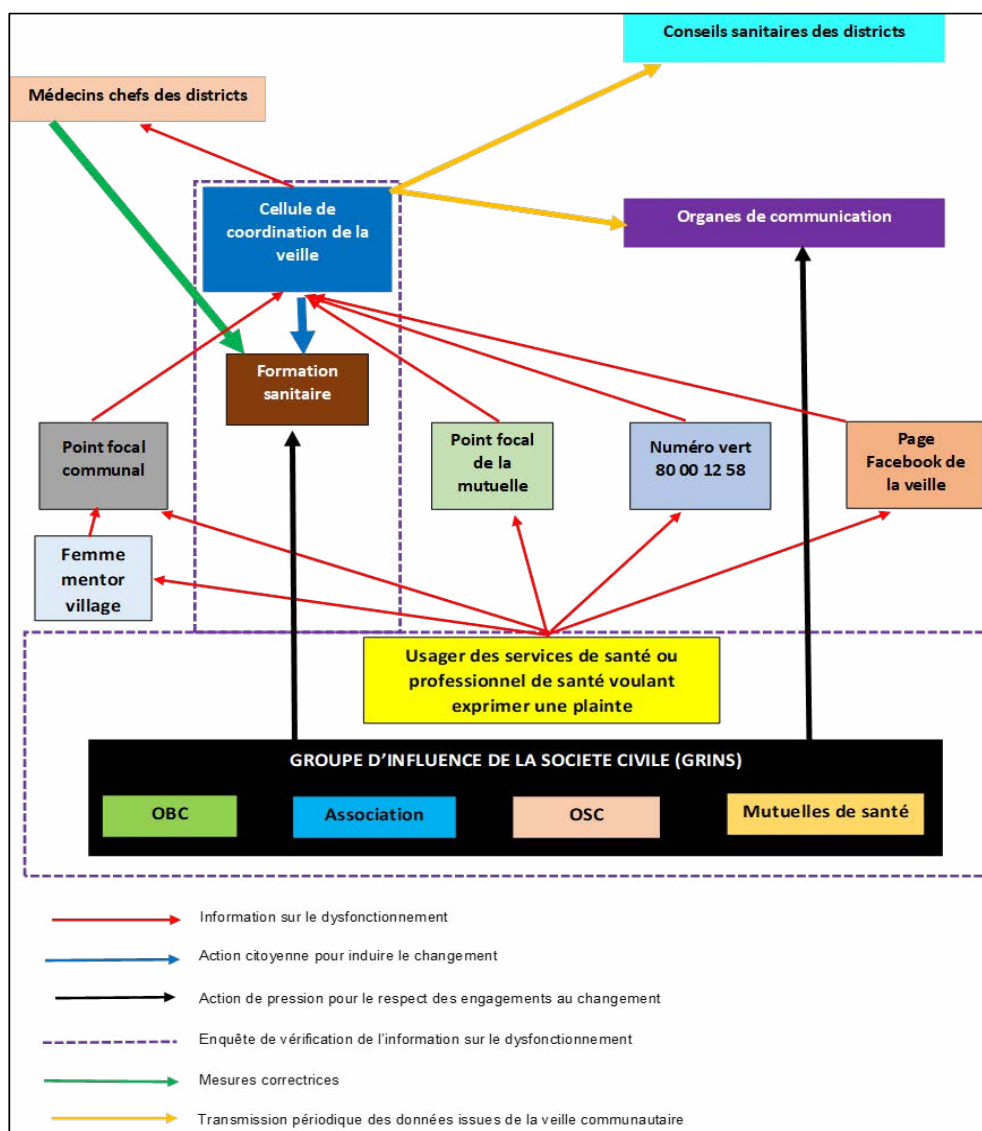 Conseils sanitaires des districts
Médecins chefs des districts
Cellule de
coordination de la
veille
Organes de communication
Formation
sanitaire
Point focal
communal
Point focal
de la
mutuelle
Numéro vert
80 00 12 58
Page
Facebook de
la veille
Femme
mentor
village
Usager des services de santé ou
professionnel de santé voulant
exprimer une plainte
GROUPE D'INFLUENCE DE LA SOCIETE CIVILE (GRINS)
OBC
Association
OSC
Mutuelles de santé
Information sur le dysfonctionnement
Action citoyenne pour induire le changement
Action de pression pour le respect des engagements au changement
Enquête de vérification de l'information sur le dysfonctionnement
Mesures correctrices
Transmission périodique des données issues de la veille communautaire